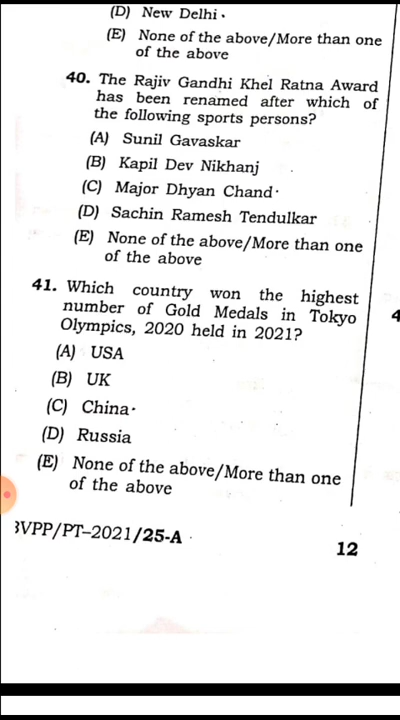 (D) New Delhi
(E) None of the above/More than one
of the above
40. The Rajiv Gandhi Khel Ratna Award
has been renamed after which of
the following sports persons?
(A) Sunil Gavaskar
(B) Kapil Dev Nikhanj
(C) Major Dhyan Chand
(D) Sachin Ramesh Tendulkar
(E) None of the above/More than one
of the above
41. Which country won the highest
number of Gold Medals in Tokyo
Olympics, 2020 held in 2021?
(A) USA
(B) UK
(C) China
(D) Russia
(E) None of the above/More than one
of the above
VPP/PT–2021/25-A
12
4